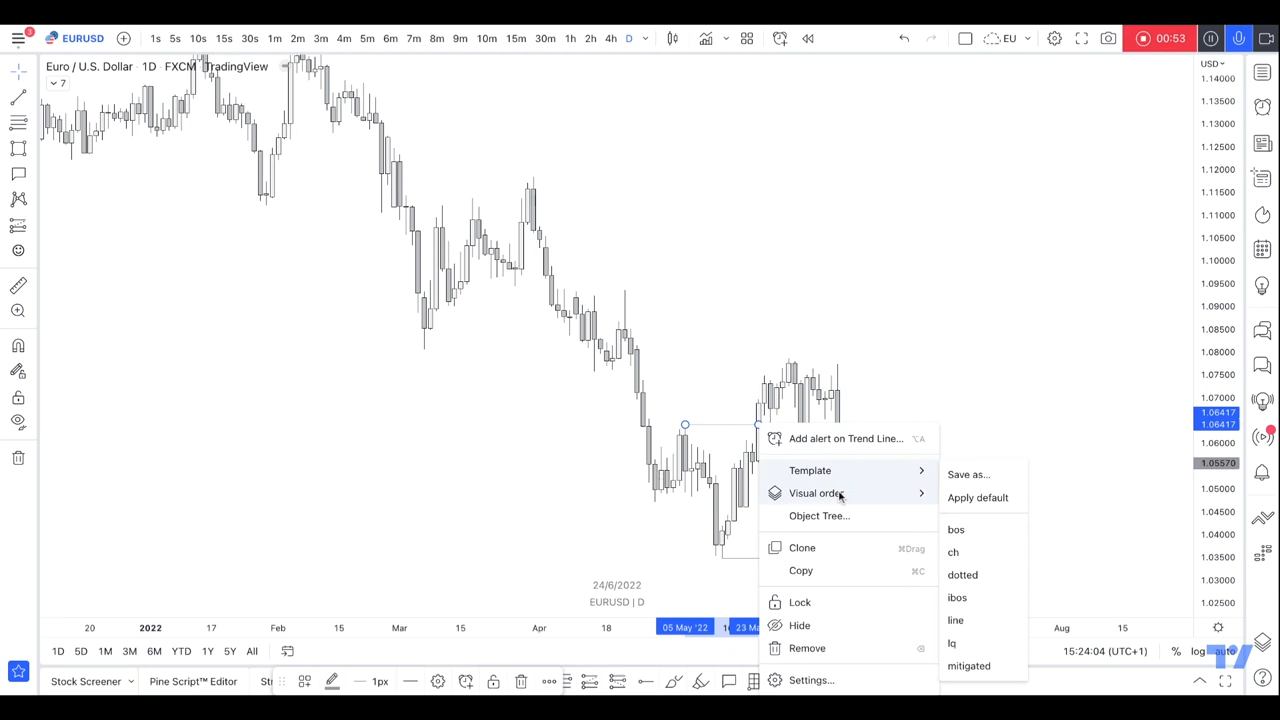 3
EURUSD
1s 5s 10s 15s 30s 1m 2m 3m 4m 5m 6m 7m 8m 9m 10m 15m 30m 1h 2h 4h D
EU
00:53
Euro / U.S. Dollar · 1D · FXCM · TradingView
7
USD
1.14000
1.13500
1.13000
1.12500
1.12000
1.11500
1.11000
1.10500
1.10000
1.09500
1.09000
1.08500
1.08000
1.07500
1.07000
1.06417
1.06417
1.06000
1.05570
1.05000
1.04500
1.04000
1.03500
1.03000
1.02500
Add alert on Trend Line... ⌥A
Template
Visual order
Object Tree...
Clone ⌘Drag
Copy ⌘C
Lock
Hide
Remove
Settings...
Save as...
Apply default
bos
ch
dotted
ibos
line
lq
mitigated
24/6/2022
EURUSD | D
20 2022 17 Feb 15 Mar 15 Apr 18 05 May '22 23 Ma Aug 15
1D 5D 1M 3M 6M YTD 1Y 5Y All
15:24:04 (UTC+1) % log auto
Stock Screener Pine Script™ Editor Str 1px